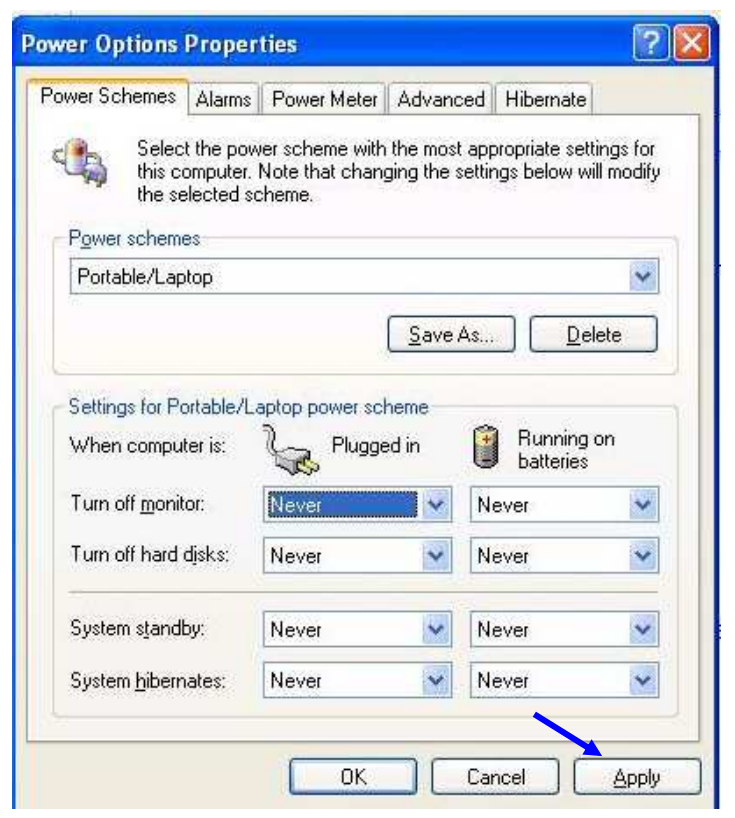 Power Options Properties
Power Schemes Alarms Power Meter Advanced Hibernate
Select the power scheme with the most appropriate settings for
this computer. Note that changing the settings below will modify
the selected scheme.
Power schemes
Portable/Laptop
Save As... Delete
Settings for Portable/Laptop power scheme
When computer is: Plugged in Running on
batteries
Turn off monitor: Never Never
Turn off hard disks: Never Never
System standby: Never Never
System hibernates: Never Never
OK Cancel Apply